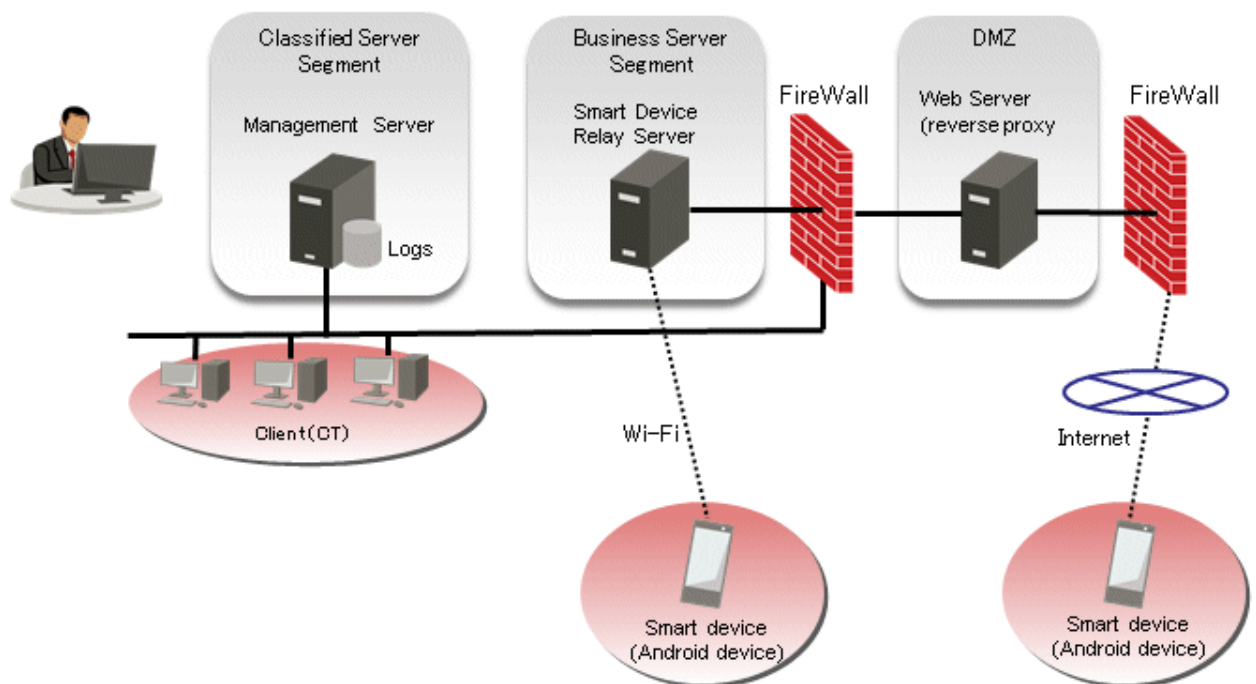 Classified Server
Segment
Management Server
Logs
Business Server
Segment
Smart Device
Relay Server
FireWall
DMZ
Web Server
(reverse proxy
FireWall
Client(CT)
Wi-Fi
Internet
Smart device
(Android device)
Smart device
(Android device)